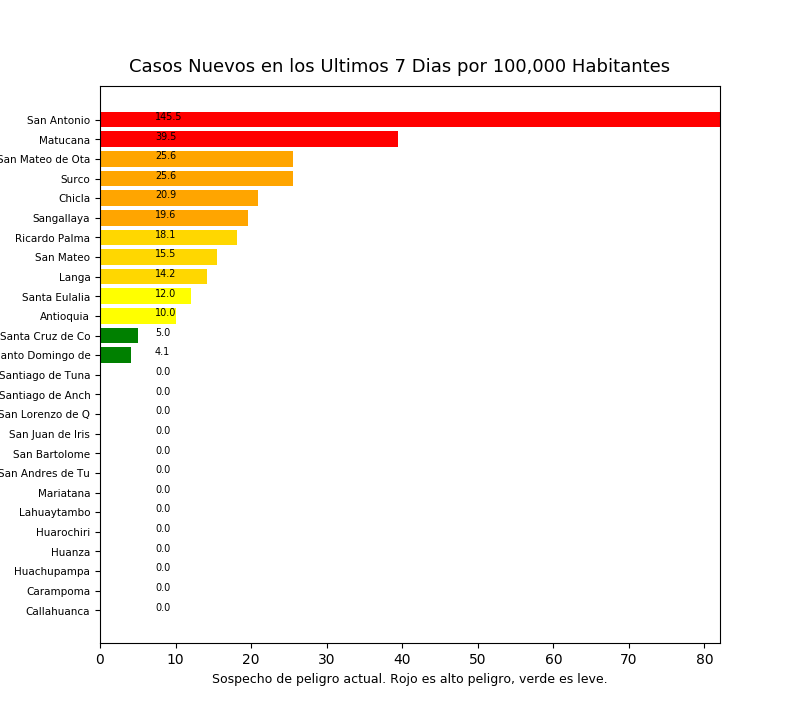 Casos Nuevos en los Ultimos 7 Dias por 100,000 Habitantes
San Antonio 145.5
Matucana 39.5
San Mateo de Ota 25.6
Surco 25.6
Chicla 20.9
Sangallaya 19.6
Ricardo Palma 18.1
San Mateo 15.5
Langa 14.2
Santa Eulalia 12.0
Antioquia 10.0
Santa Cruz de Co 5.0
anto Domingo de 4.1
Santiago de Tuna 0.0
Santiago de Anch 0.0
San Lorenzo de Q 0.0
San Juan de Iris 0.0
San Bartolome 0.0
San Andres de Tu 0.0
Mariatana 0.0
Lahuaytambo 0.0
Huarochiri 0.0
Huanza 0.0
Huachupampa 0.0
Carampoma 0.0
Callahuanca 0.0
0 10 20 30 40 50 60 70 80
Sospecho de peligro actual. Rojo es alto peligro, verde es leve.